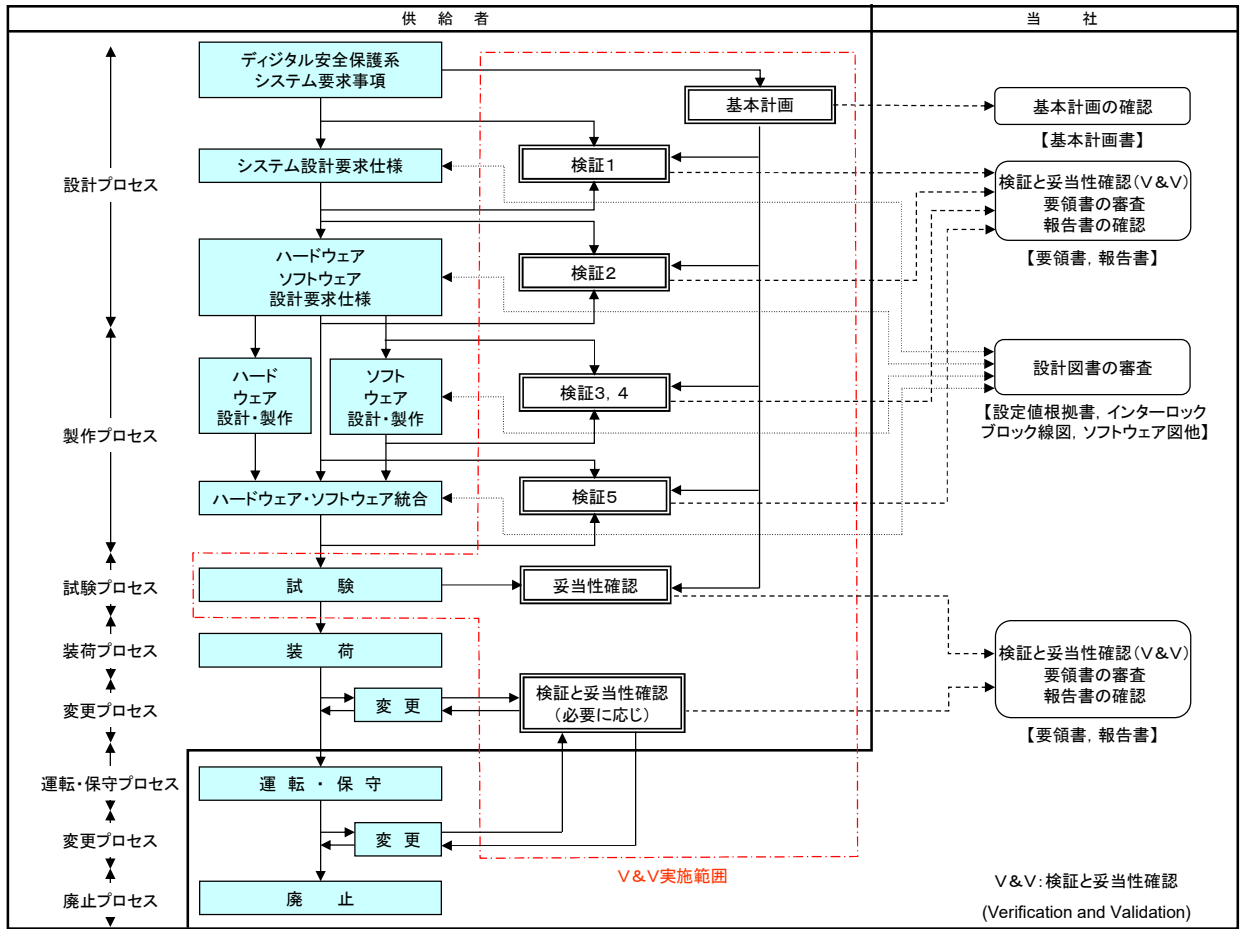 供 給 者
当 社
設計プロセス
製作プロセス
試験プロセス
装荷プロセス
変更プロセス
運転・保守プロセス
変更プロセス
廃止プロセス
ディジタル安全保護系
システム要求事項
システム設計要求仕様
ハードウェア
ソフトウェア
設計要求仕様
ハード
ウェア
設計・製作
ソフト
ウェア
設計・製作
ハードウェア・ソフトウェア統合
試 験
装 荷
変 更
運 転 ・ 保 守
変 更
廃 止
基本計画
検証1
検証2
検証3, 4
検証5
妥当性確認
検証と妥当性確認
(必要に応じ)
V&V実施範囲
基本計画の確認
【基本計画書】
検証と妥当性確認(V&V)
要領書の審査
報告書の確認
【要領書, 報告書】
設計図書の審査
【設定値根拠書, インターロック
ブロック線図, ソフトウェア図他】
検証と妥当性確認(V&V)
要領書の審査
報告書の確認
【要領書, 報告書】
V&V:検証と妥当性確認
(Verification and Validation)